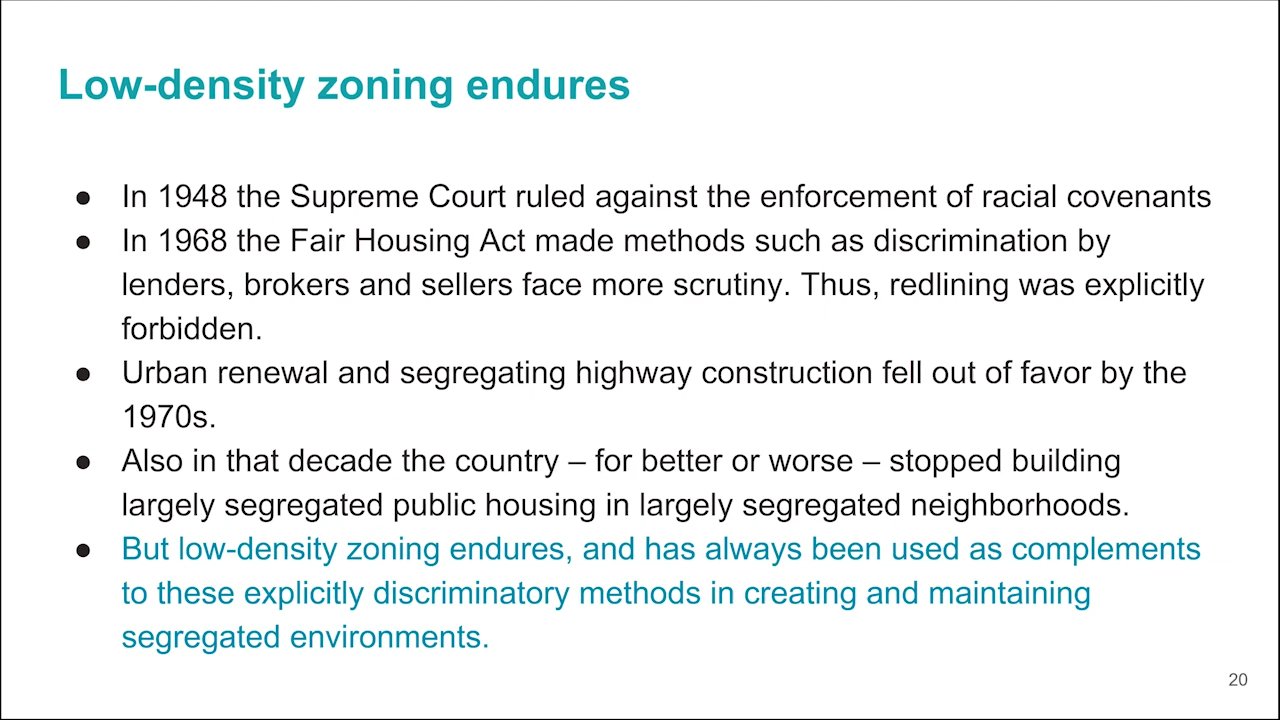 Low-density zoning endures
● In 1948 the Supreme Court ruled against the enforcement of racial covenants
● In 1968 the Fair Housing Act made methods such as discrimination by
lenders, brokers and sellers face more scrutiny. Thus, redlining was explicitly
forbidden.
● Urban renewal and segregating highway construction fell out of favor by the
1970s.
● Also in that decade the country – for better or worse – stopped building
largely segregated public housing in largely segregated neighborhoods.
● But low-density zoning endures, and has always been used as complements
to these explicitly discriminatory methods in creating and maintaining
segregated environments.
20